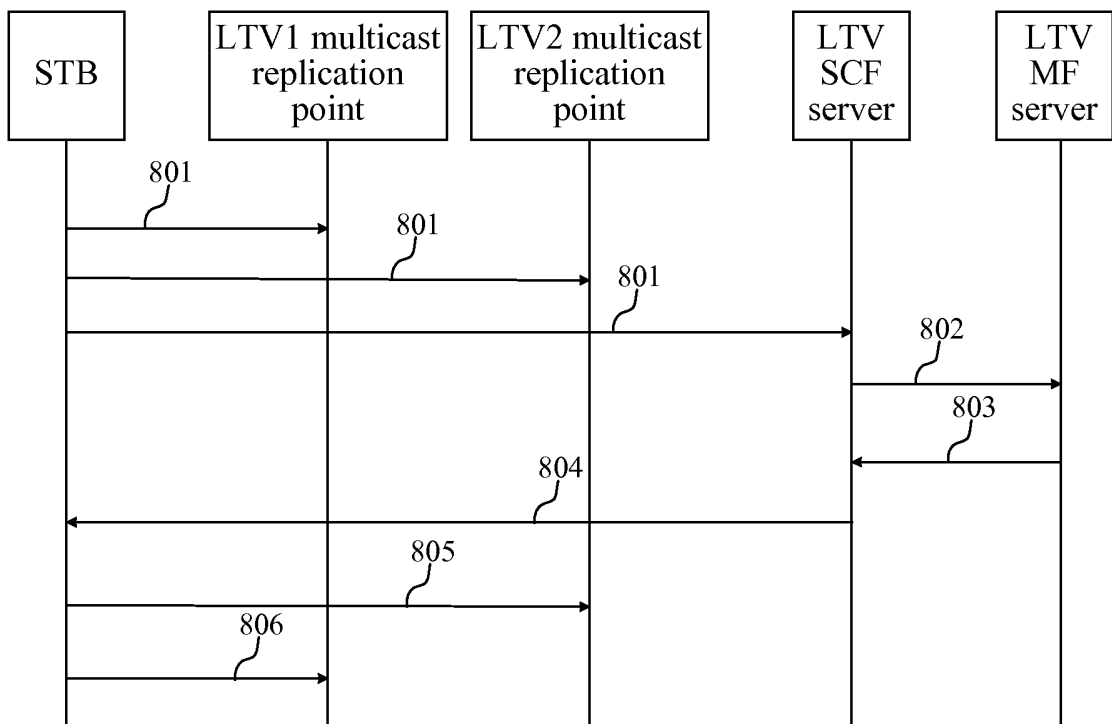 STB
LTV1 multicast
replication
point
LTV2 multicast
replication
point
LTV
SCF
server
LTV
MF
server
801
801
801
802
803
804
805
806